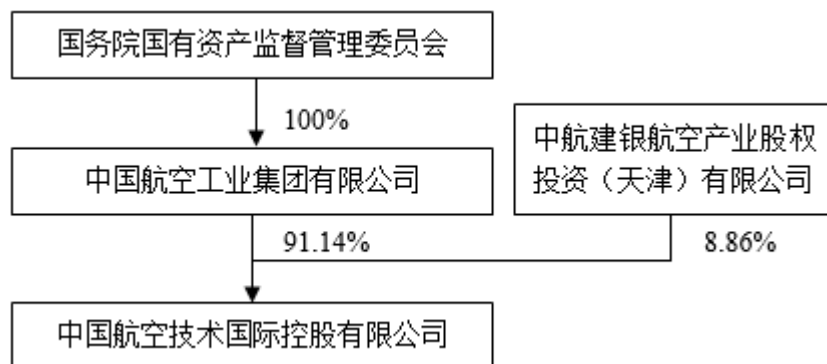 国务院国有资产监督管理委员会
100%
中航建银航空产业股权
投资（天津）有限公司
中国航空工业集团有限公司
91.14%
8.86%
中国航空技术国际控股有限公司